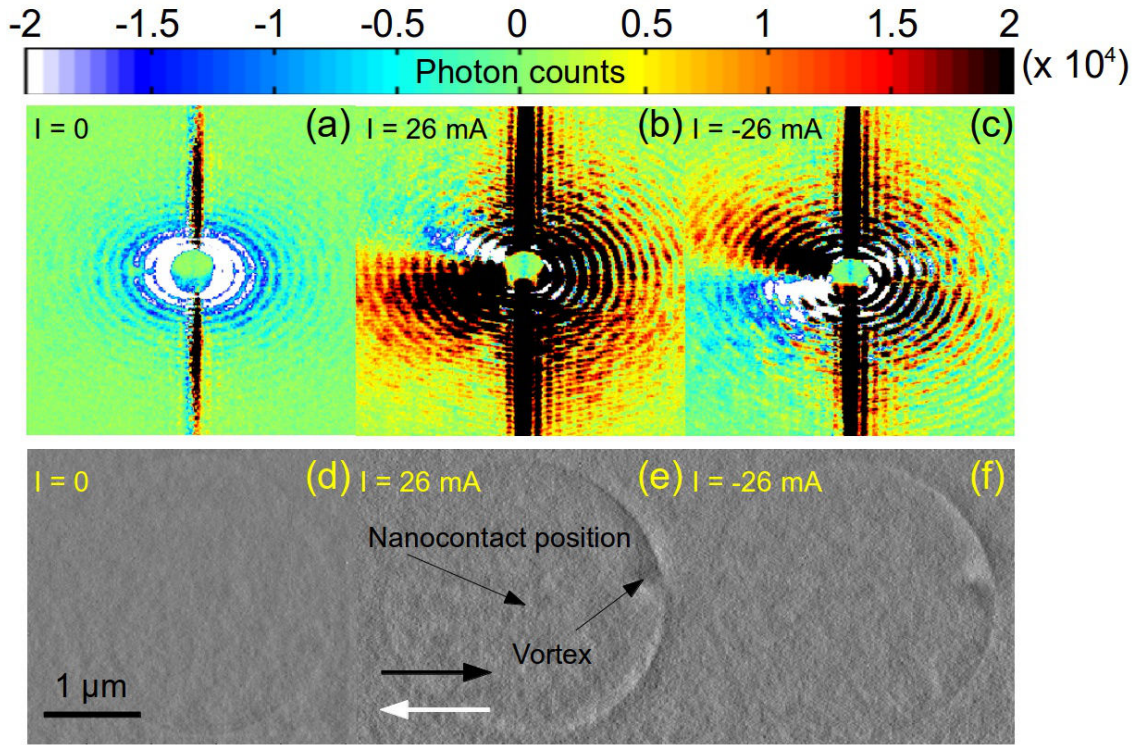 -2 -1.5 -1 -0.5 0 0.5 1 1.5 2
Photon counts
(x 10⁴)
I = 0 (a)
I = 26 mA (b)
I = -26 mA (c)
I = 0 (d)
I = 26 mA (e)
I = -26 mA (f)
Nanocontact position
Vortex
1 µm